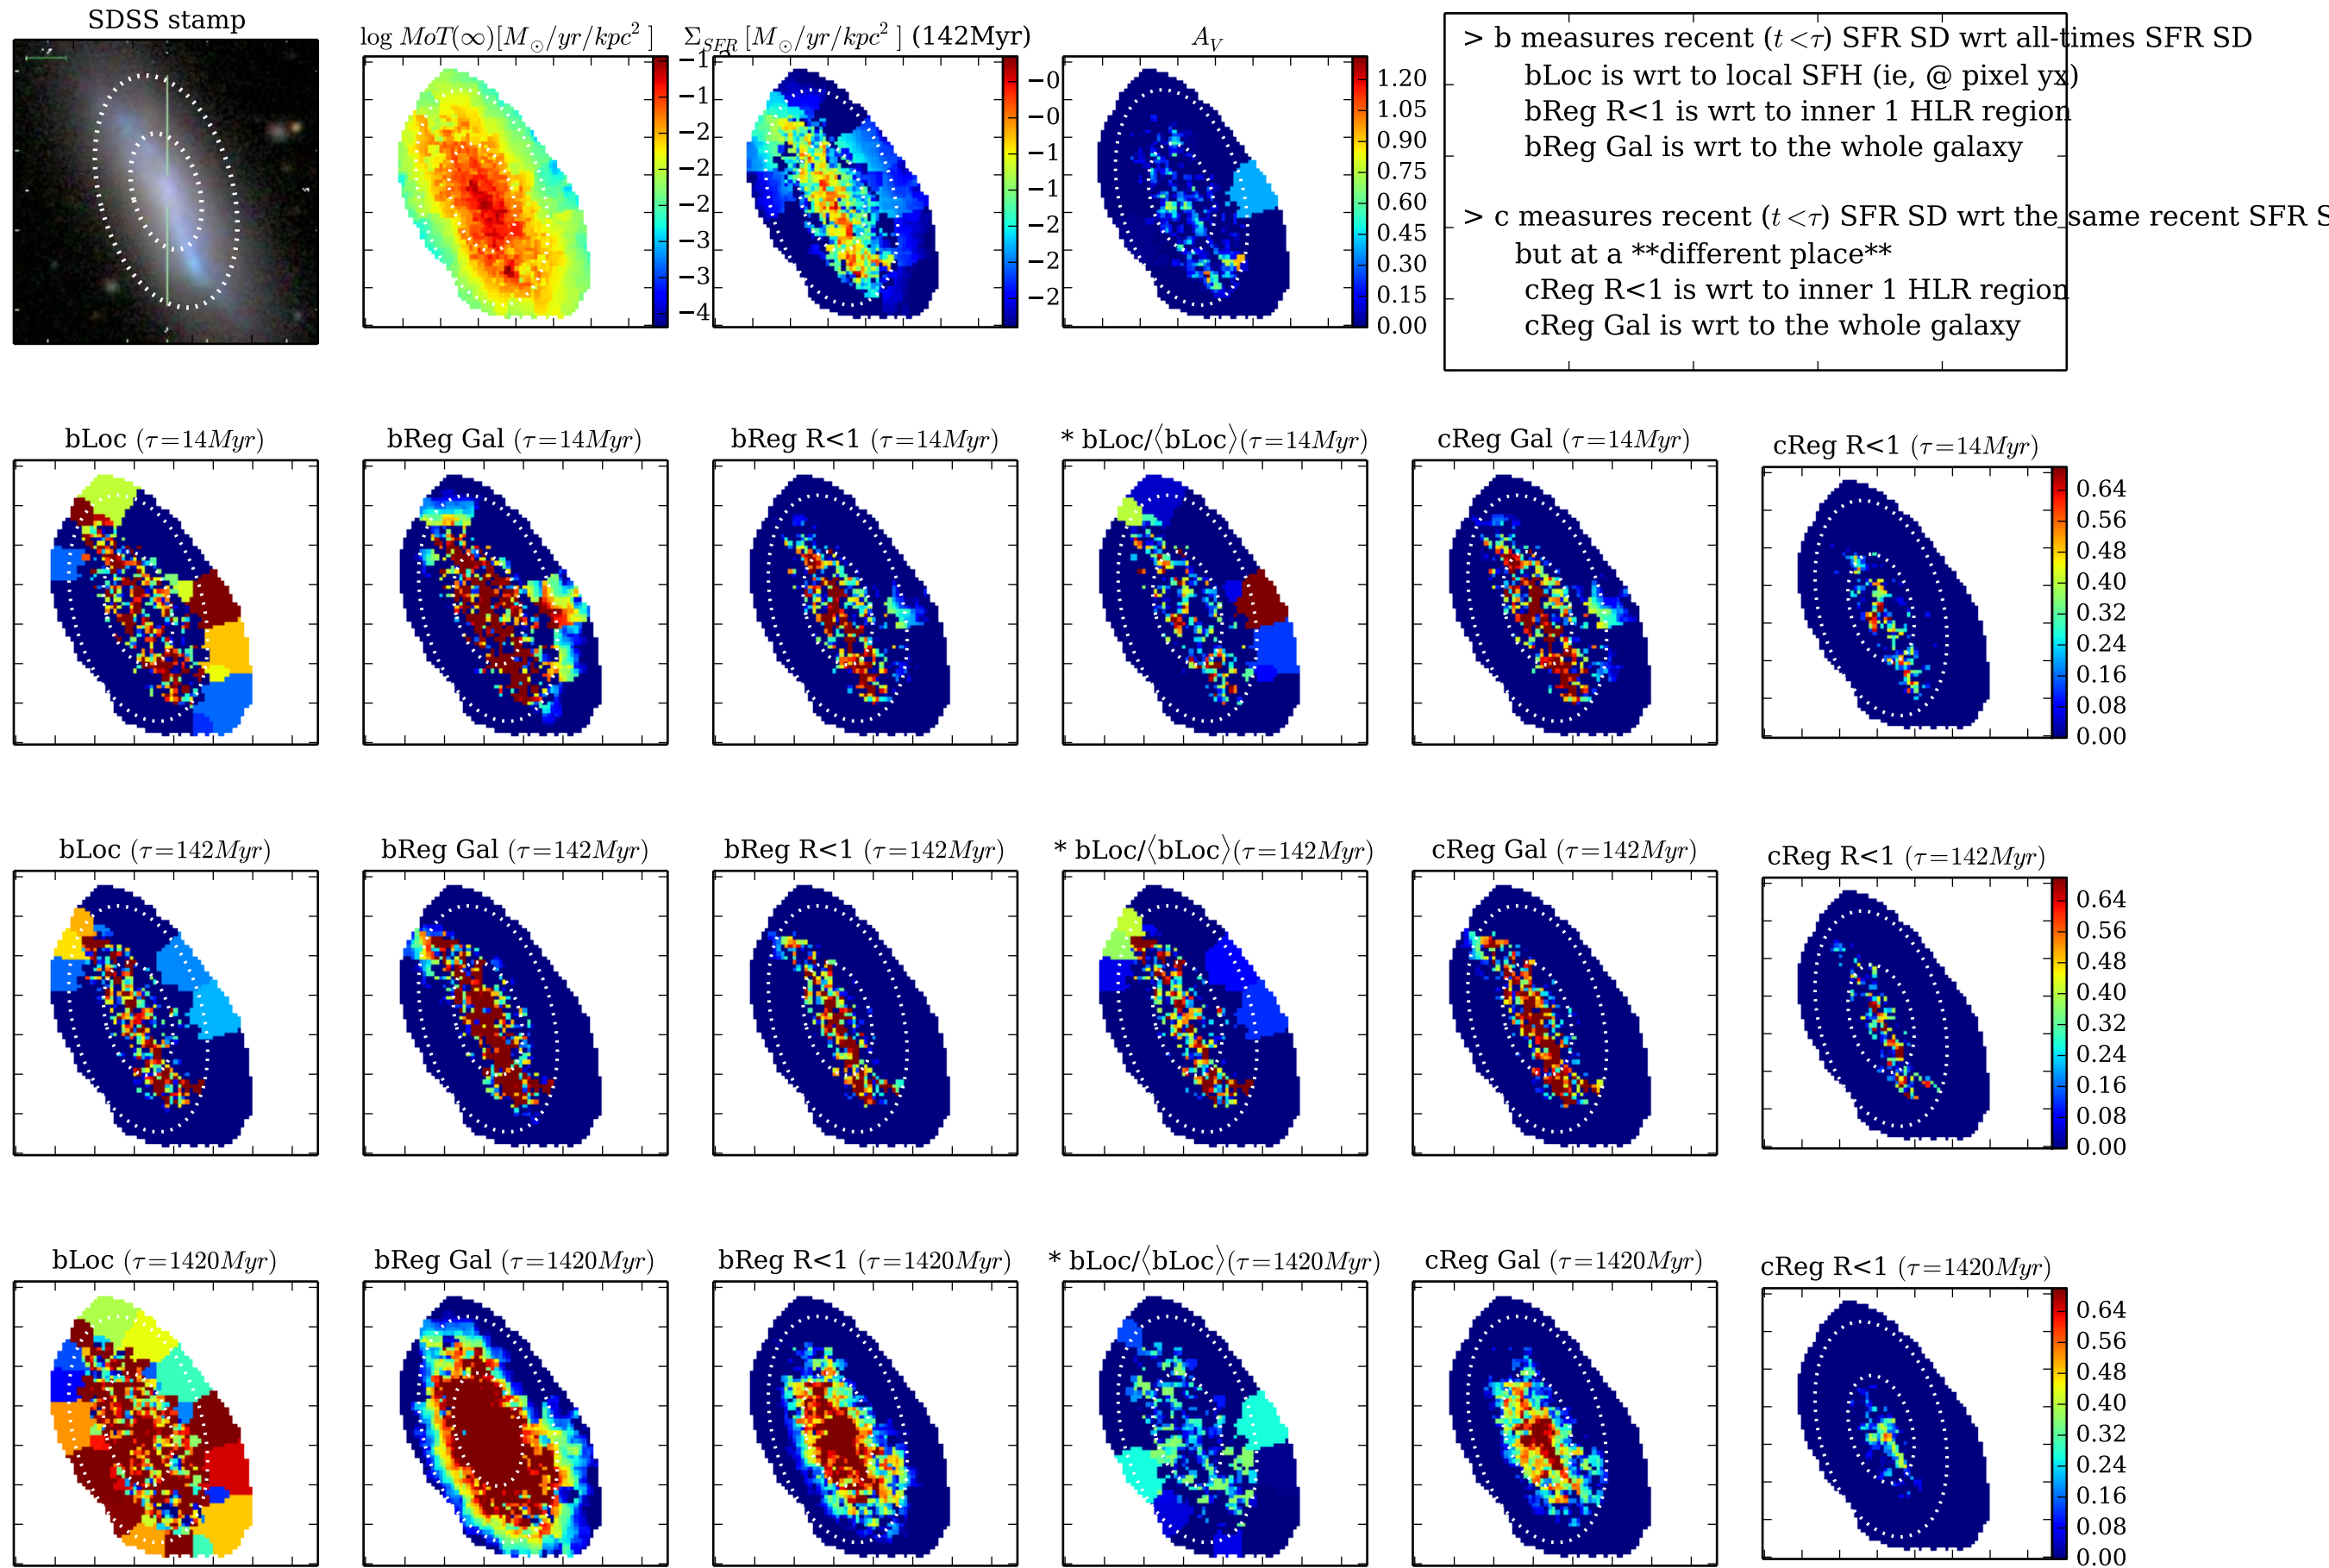 SDSS stamp
log MoT(∞)[M⊙/yr/kpc² ]
Σ_SFR [M⊙/yr/kpc² ] (142Myr)
A_V
−1
−1
−2
−2
−2
−3
−3
−4
−0
−0
−1
−1
−2
−2
−2
1.20
1.05
0.90
0.75
0.60
0.45
0.30
0.15
0.00
> b measures recent (t<τ) SFR SD wrt all-times SFR SD
bLoc is wrt to local SFH (ie, @ pixel yx)
bReg R<1 is wrt to inner 1 HLR region
bReg Gal is wrt to the whole galaxy
> c measures recent (t<τ) SFR SD wrt the same recent SFR S
but at a **different place**
cReg R<1 is wrt to inner 1 HLR region
cReg Gal is wrt to the whole galaxy
bLoc (τ=14Myr)
bReg Gal (τ=14Myr)
bReg R<1 (τ=14Myr)
* bLoc/⟨bLoc⟩(τ=14Myr)
cReg Gal (τ=14Myr)
cReg R<1 (τ=14Myr)
0.64
0.56
0.48
0.40
0.32
0.24
0.16
0.08
0.00
bLoc (τ=142Myr)
bReg Gal (τ=142Myr)
bReg R<1 (τ=142Myr)
* bLoc/⟨bLoc⟩(τ=142Myr)
cReg Gal (τ=142Myr)
cReg R<1 (τ=142Myr)
0.64
0.56
0.48
0.40
0.32
0.24
0.16
0.08
0.00
bLoc (τ=1420Myr)
bReg Gal (τ=1420Myr)
bReg R<1 (τ=1420Myr)
* bLoc/⟨bLoc⟩(τ=1420Myr)
cReg Gal (τ=1420Myr)
cReg R<1 (τ=1420Myr)
0.64
0.56
0.48
0.40
0.32
0.24
0.16
0.08
0.00